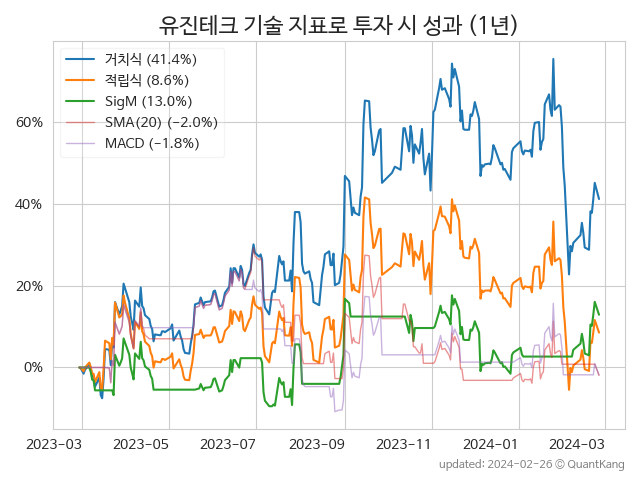 유진테크 기술 지표로 투자 시 성과 (1년)
거치식 (41.4%)
적립식 (8.6%)
SigM (13.0%)
SMA(20) (−2.0%)
MACD (−1.8%)
60%
40%
20%
0%
2023-03 2023-05 2023-07 2023-09 2023-11 2024-01 2024-03
updated: 2024-02-26 © QuantKang